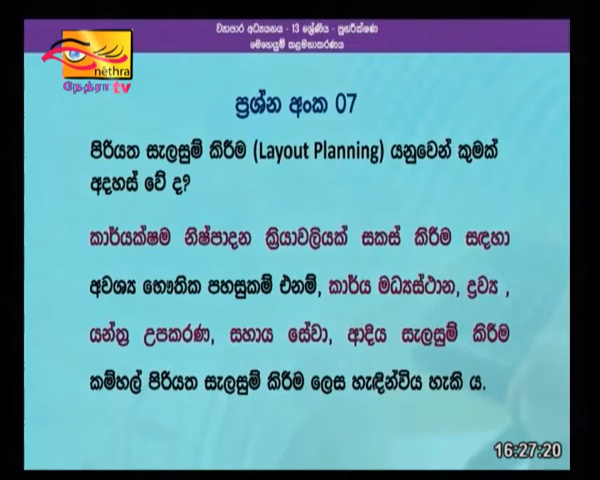 ව්‍යාපාර අධ්‍යයනය - 13 ශ්‍රේණිය - පුනරීක්ෂණ
මෙහෙයුම් කළමනාකරණය
nethra
நேத்ரா tv
ප්‍රශ්න අංක 07
පිරියත සැලසුම් කිරීම (Layout Planning) යනුවෙන් කුමක්
අදහස් වේ ද?
කාර්යක්ෂම නිෂ්පාදන ක්‍රියාවලියක් සකස් කිරීම සඳහා
අවශ්‍ය භෞතික පහසුකම් එනම්, කාර්ය මධ්‍යස්ථාන, ද්‍රව්‍ය ,
යන්ත්‍ර උපකරණ, සහාය සේවා, ආදිය සැලසුම් කිරීම
කම්හල් පිරියත සැලසුම් කිරීම ලෙස හැඳින්විය හැකි ය.
16:27:20